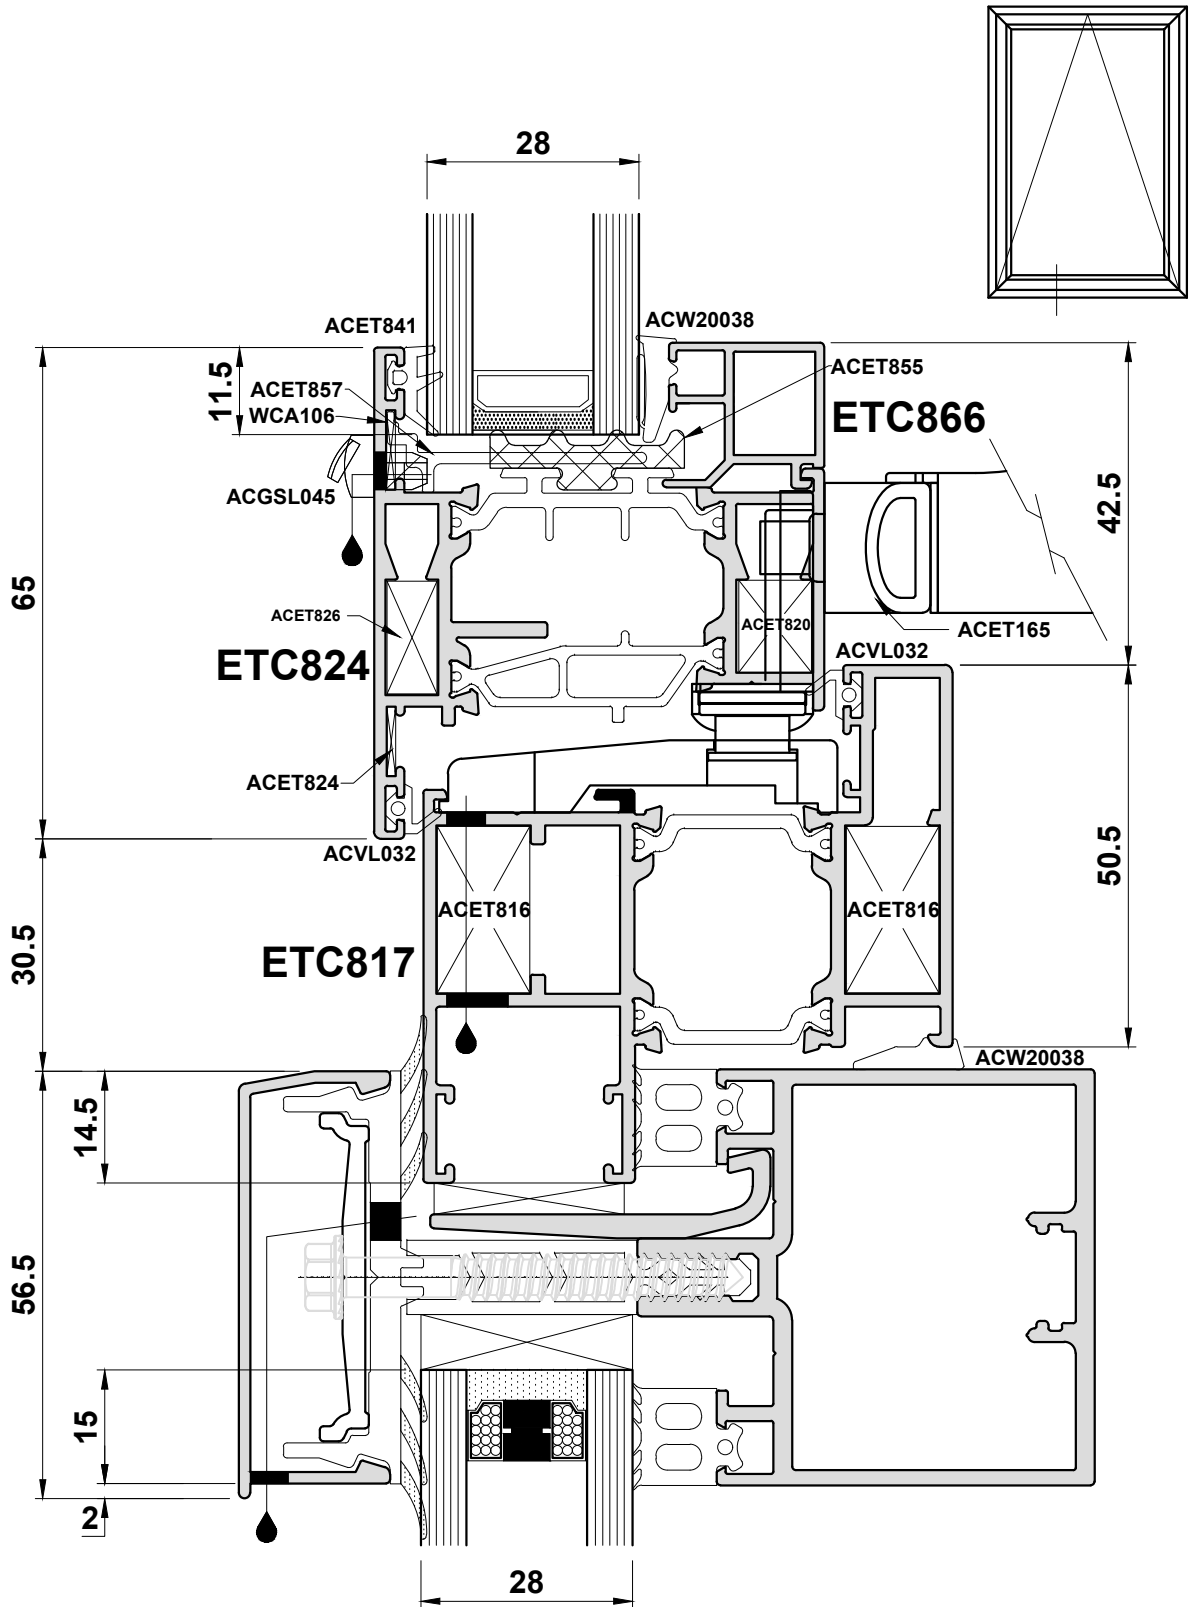 28
ACET841
ACW20038
11.5
ACET857
WCA106
ACET855
ETC866
ACGSL045
42.5
65
ACET826
ACET820
ACET165
ETC824
ACVL032
ACET824
ACVL032
50.5
ACET816
ACET816
30.5
ETC817
ACW20038
14.5
56.5
15
2
28